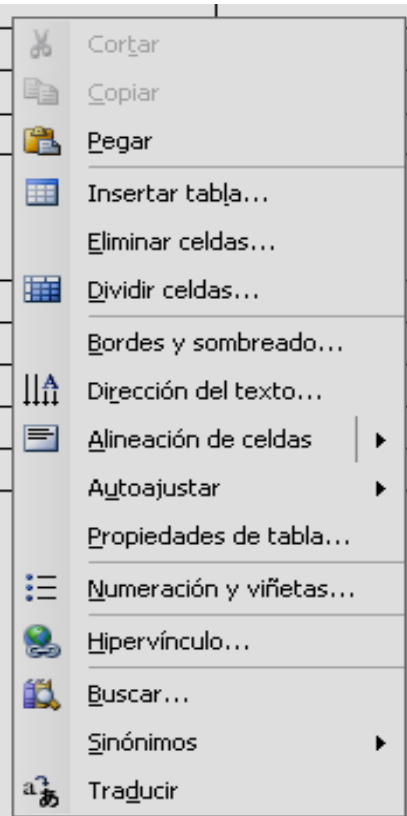 Cortar
Copiar
Pegar
Insertar tabla...
Eliminar celdas...
Dividir celdas...
Bordes y sombreado...
Dirección del texto...
Alineación de celdas
Autoajustar
Propiedades de tabla...
Numeración y viñetas...
Hipervínculo...
Buscar...
Sinónimos
Traducir